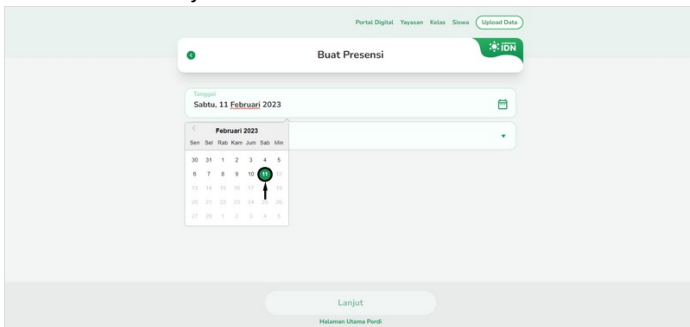 Portal Digital Yayasan Kelas Siswa Upload Data
Buat Presensi
IDN
Tanggal
Sabtu, 11 Februari 2023
Februari 2023
Sen Sel Rab Kam Jum Sab Min
30 31 1 2 3 4 5
6 7 8 9 10 11 12
13 14 15 16 17 18 19
20 21 22 23 24 25 26
27 28 1 2 3 4 5
Lanjut
Halaman Utama Pordi